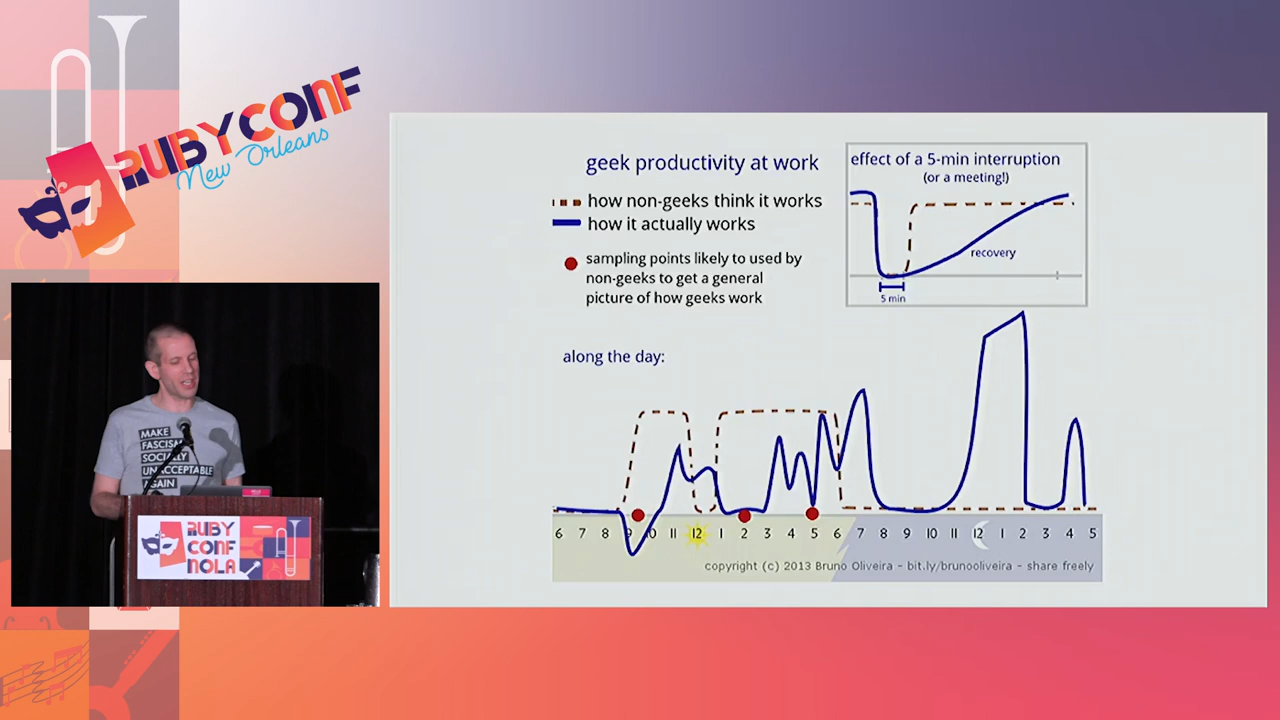 RUBYCONF
New Orleans
MAKE
FASCISM
SOCIALLY
UNACCEPTABLE
AGAIN
RUBY
CONF
NOLA
geek productivity at work
how non-geeks think it works
how it actually works
sampling points likely to used by
non-geeks to get a general
picture of how geeks work
effect of a 5-min interruption
(or a meeting!)
recovery
5 min
along the day:
6 7 8 9 10 11 12 1 2 3 4 5 6 7 8 9 10 11 12 1 2 3 4 5
copyright (c) 2013 Bruno Oliveira - bit.ly/brunooliveira - share freely